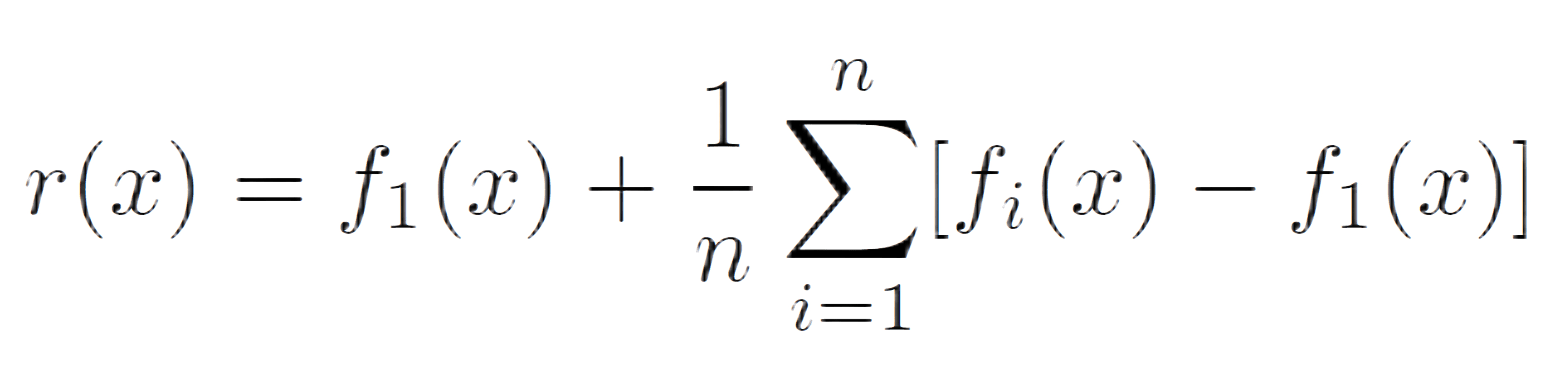 r(x) = f_1(x) + \frac{1}{n} \sum_{i=1}^{n} [f_i(x) - f_1(x)]